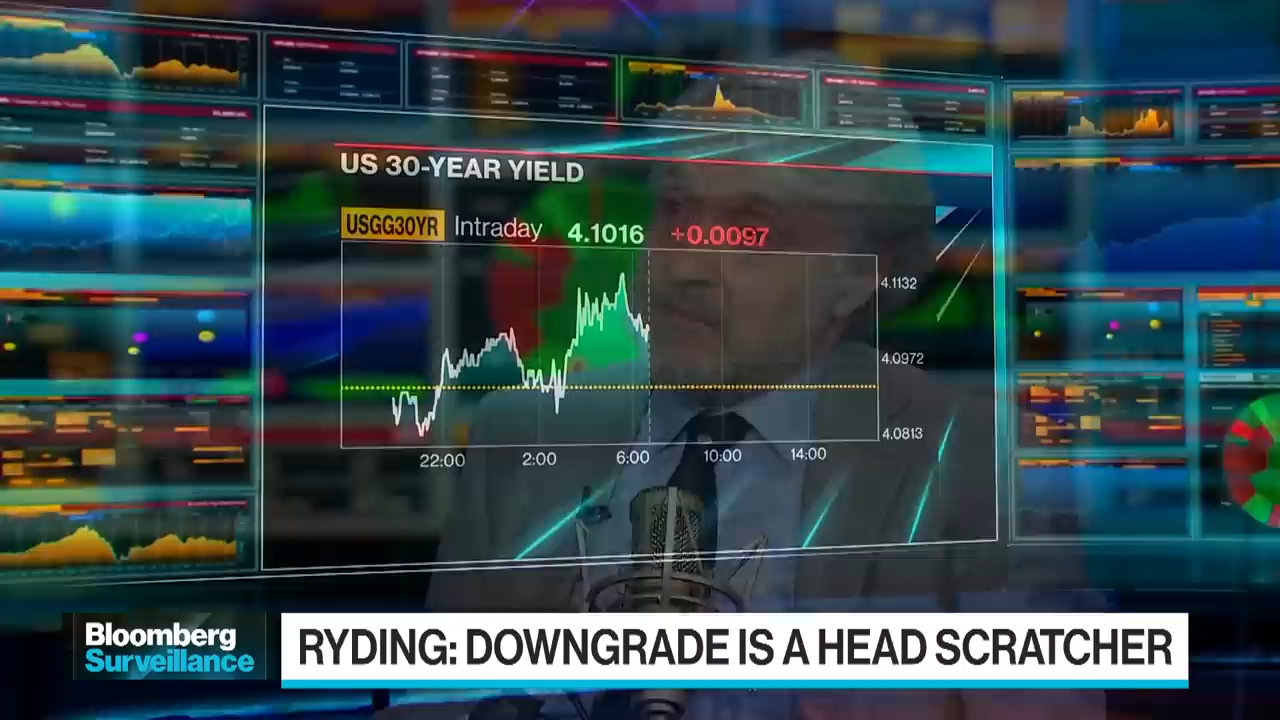 US 30-YEAR YIELD
USGG30YR Intraday 4.1016 +0.0097
4.1132
4.0972
4.0813
22:00 2:00 6:00 10:00 14:00
Bloomberg
Surveillance
RYDING: DOWNGRADE IS A HEAD SCRATCHER